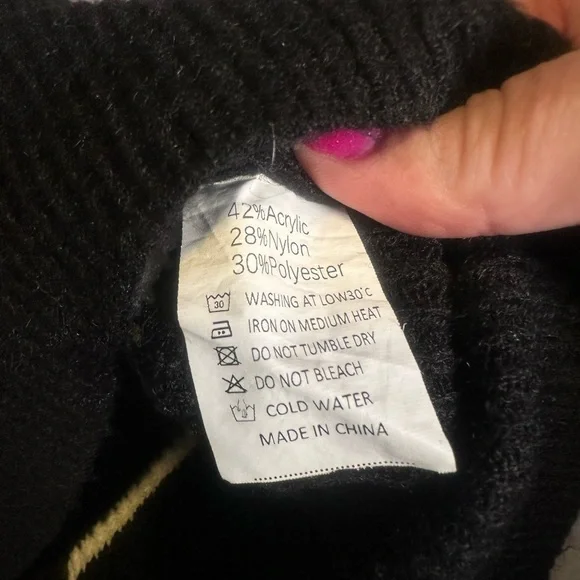 42%Acrylic
28%Nylon
30%Polyester
30 WASHING AT LOW30°c
IRON ON MEDIUM HEAT
DO NOT TUMBLE DRY
DO NOT BLEACH
COLD WATER
MADE IN CHINA